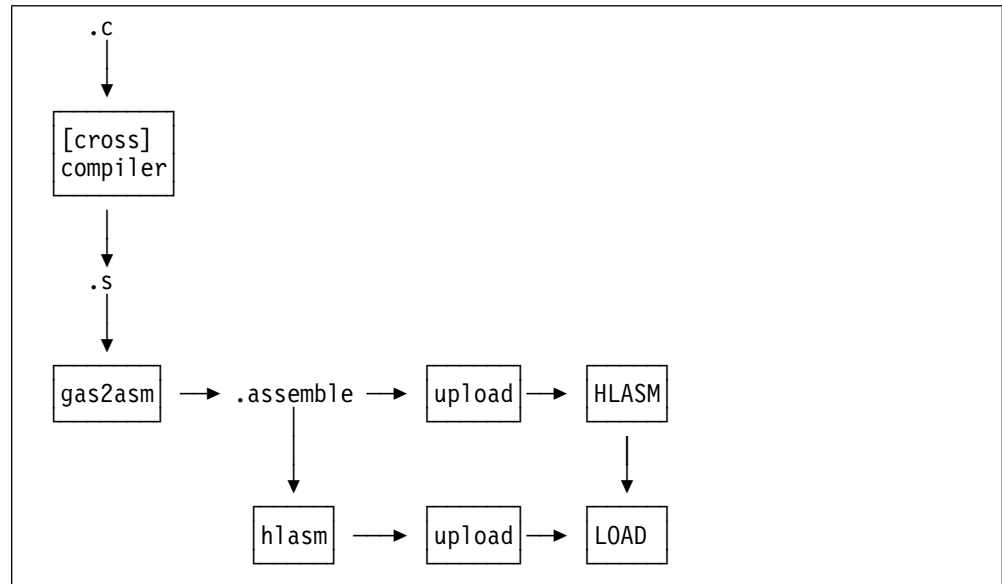 .c
[cross]
compiler
.s
gas2asm .assemble upload HLASM
hlasm upload LOAD